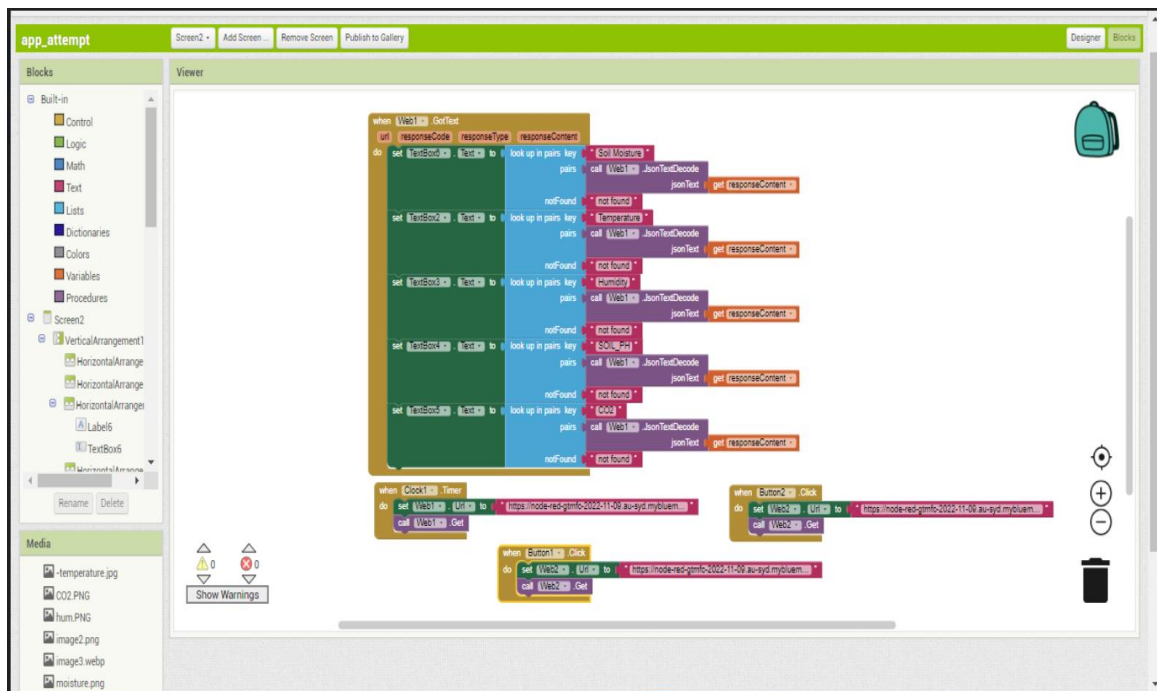 app_attempt
Screen2
Add Screen ...
Remove Screen
Publish to Gallery
Designer
Blocks
Blocks
Viewer
Built-in
Control
Logic
Math
Text
Lists
Dictionaries
Colors
Variables
Procedures
Screen2
VerticalArrangement1
HorizontalArrange
HorizontalArrange
HorizontalArranger
Label6
TextBox6
HorizontalArrange
Rename
Delete
Media
-temperature.jpg
CO2.PNG
hum.PNG
image2.png
image3.webp
moisture.png
when Web1 .GotText
url responseCode responseType responseContent
do set TextBox6 . Text to look up in pairs key " Soil Moisture "
pairs call Web1 .JsonTextDecode
jsonText get responseContent
notFound " not found "
set TextBox2 . Text to look up in pairs key " Temperature "
pairs call Web1 .JsonTextDecode
jsonText get responseContent
notFound " not found "
set TextBox3 . Text to look up in pairs key " Humidity "
pairs call Web1 .JsonTextDecode
jsonText get responseContent
notFound " not found "
set TextBox4 . Text to look up in pairs key " SOIL_PH "
pairs call Web1 .JsonTextDecode
jsonText get responseContent
notFound " not found "
set TextBox5 . Text to look up in pairs key " CO2 "
pairs call Web1 .JsonTextDecode
jsonText get responseContent
notFound " not found "
when Clock1 .Timer
do set Web1 . Url to " https://node-red-gtmfo-2022-11-09.au-syd.mybluem... "
call Web1 .Get
when Button2 .Click
do set Web2 . Url to " https://node-red-gtmfo-2022-11-09.au-syd.mybluem... "
call Web2 .Get
when Button1 .Click
do set Web2 . Url to " https://node-red-gtmfo-2022-11-09.au-syd.mybluem... "
call Web2 .Get
0
0
Show Warnings